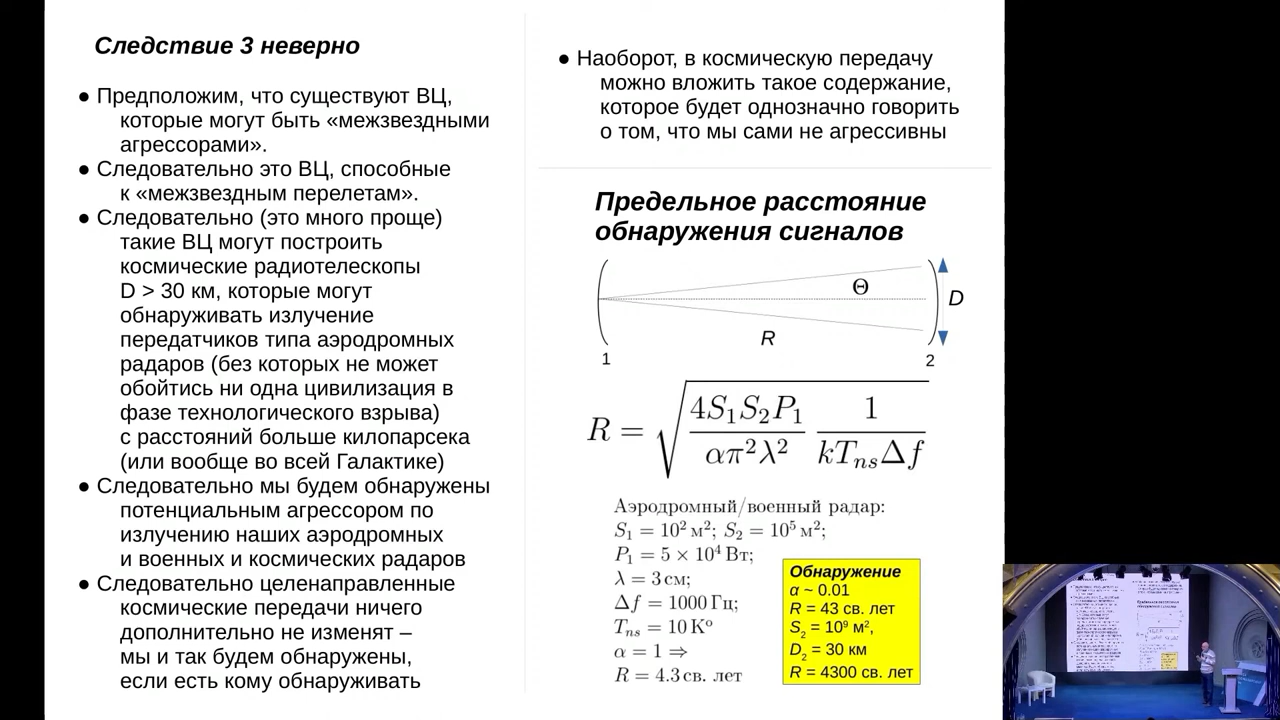 Следствие 3 неверно
● Предположим, что существуют ВЦ,
которые могут быть «межзвездными
агрессорами».
● Следовательно это ВЦ, способные
к «межзвездным перелетам».
● Следовательно (это много проще)
такие ВЦ могут построить
космические радиотелескопы
D > 30 км, которые могут
обнаруживать излучение
передатчиков типа аэродромных
радаров (без которых не может
обойтись ни одна цивилизация в
фазе технологического взрыва)
с расстояний больше килопарсека
(или вообще во всей Галактике)
● Следовательно мы будем обнаружены
потенциальным агрессором по
излучению наших аэродромных
и военных и космических радаров
● Следовательно целенаправленные
космические передачи ничего
дополнительно не изменят –
мы и так будем обнаружены,
если есть кому обнаруживать
● Наоборот, в космическую передачу
можно вложить такое содержание,
которое будет однозначно говорить
о том, что мы сами не агрессивны
Предельное расстояние
обнаружения сигналов
Θ
D
R
1
2
R = √(4S₁S₂P₁/απ²λ² 1/kTₙₛΔf)
Аэродромный/военный радар:
S₁ = 10² м²; S₂ = 10⁵ м²;
P₁ = 5 × 10⁴ Вт;
λ = 3 см;
Δf = 1000 Гц;
Tₙₛ = 10 К°
α = 1 ⇒
R = 4.3 св. лет
Обнаружение
α ~ 0.01
R = 43 св. лет
S₂ = 10⁹ м²,
D₂ = 30 км
R = 4300 св. лет